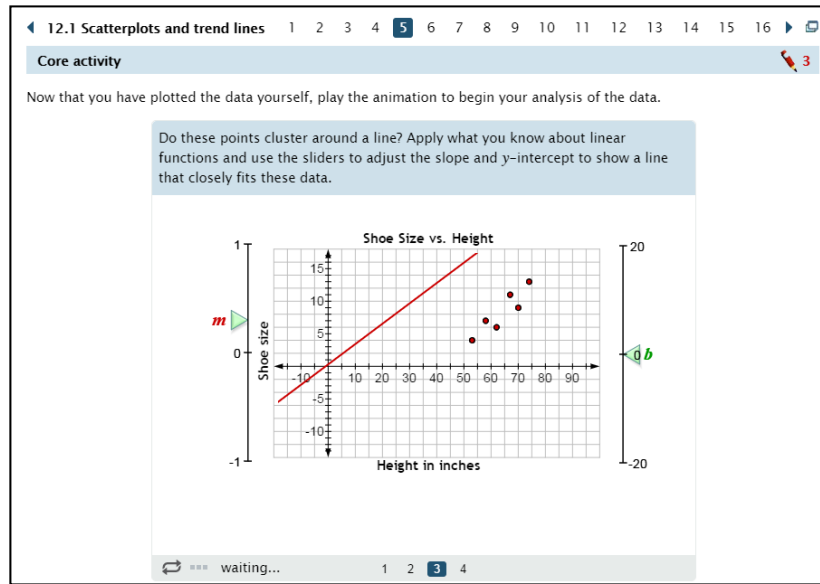 12.1 Scatterplots and trend lines 1 2 3 4 5 6 7 8 9 10 11 12 13 14 15 16
Core activity 3
Now that you have plotted the data yourself, play the animation to begin your analysis of the data.
Do these points cluster around a line? Apply what you know about linear
functions and use the sliders to adjust the slope and y-intercept to show a line
that closely fits these data.
Shoe Size vs. Height
1
20
15
10
m
5
Shoe size
0
0 b
-10 10 20 30 40 50 60 70 80 90
-5
-10
-1
-20
Height in inches
waiting... 1 2 3 4